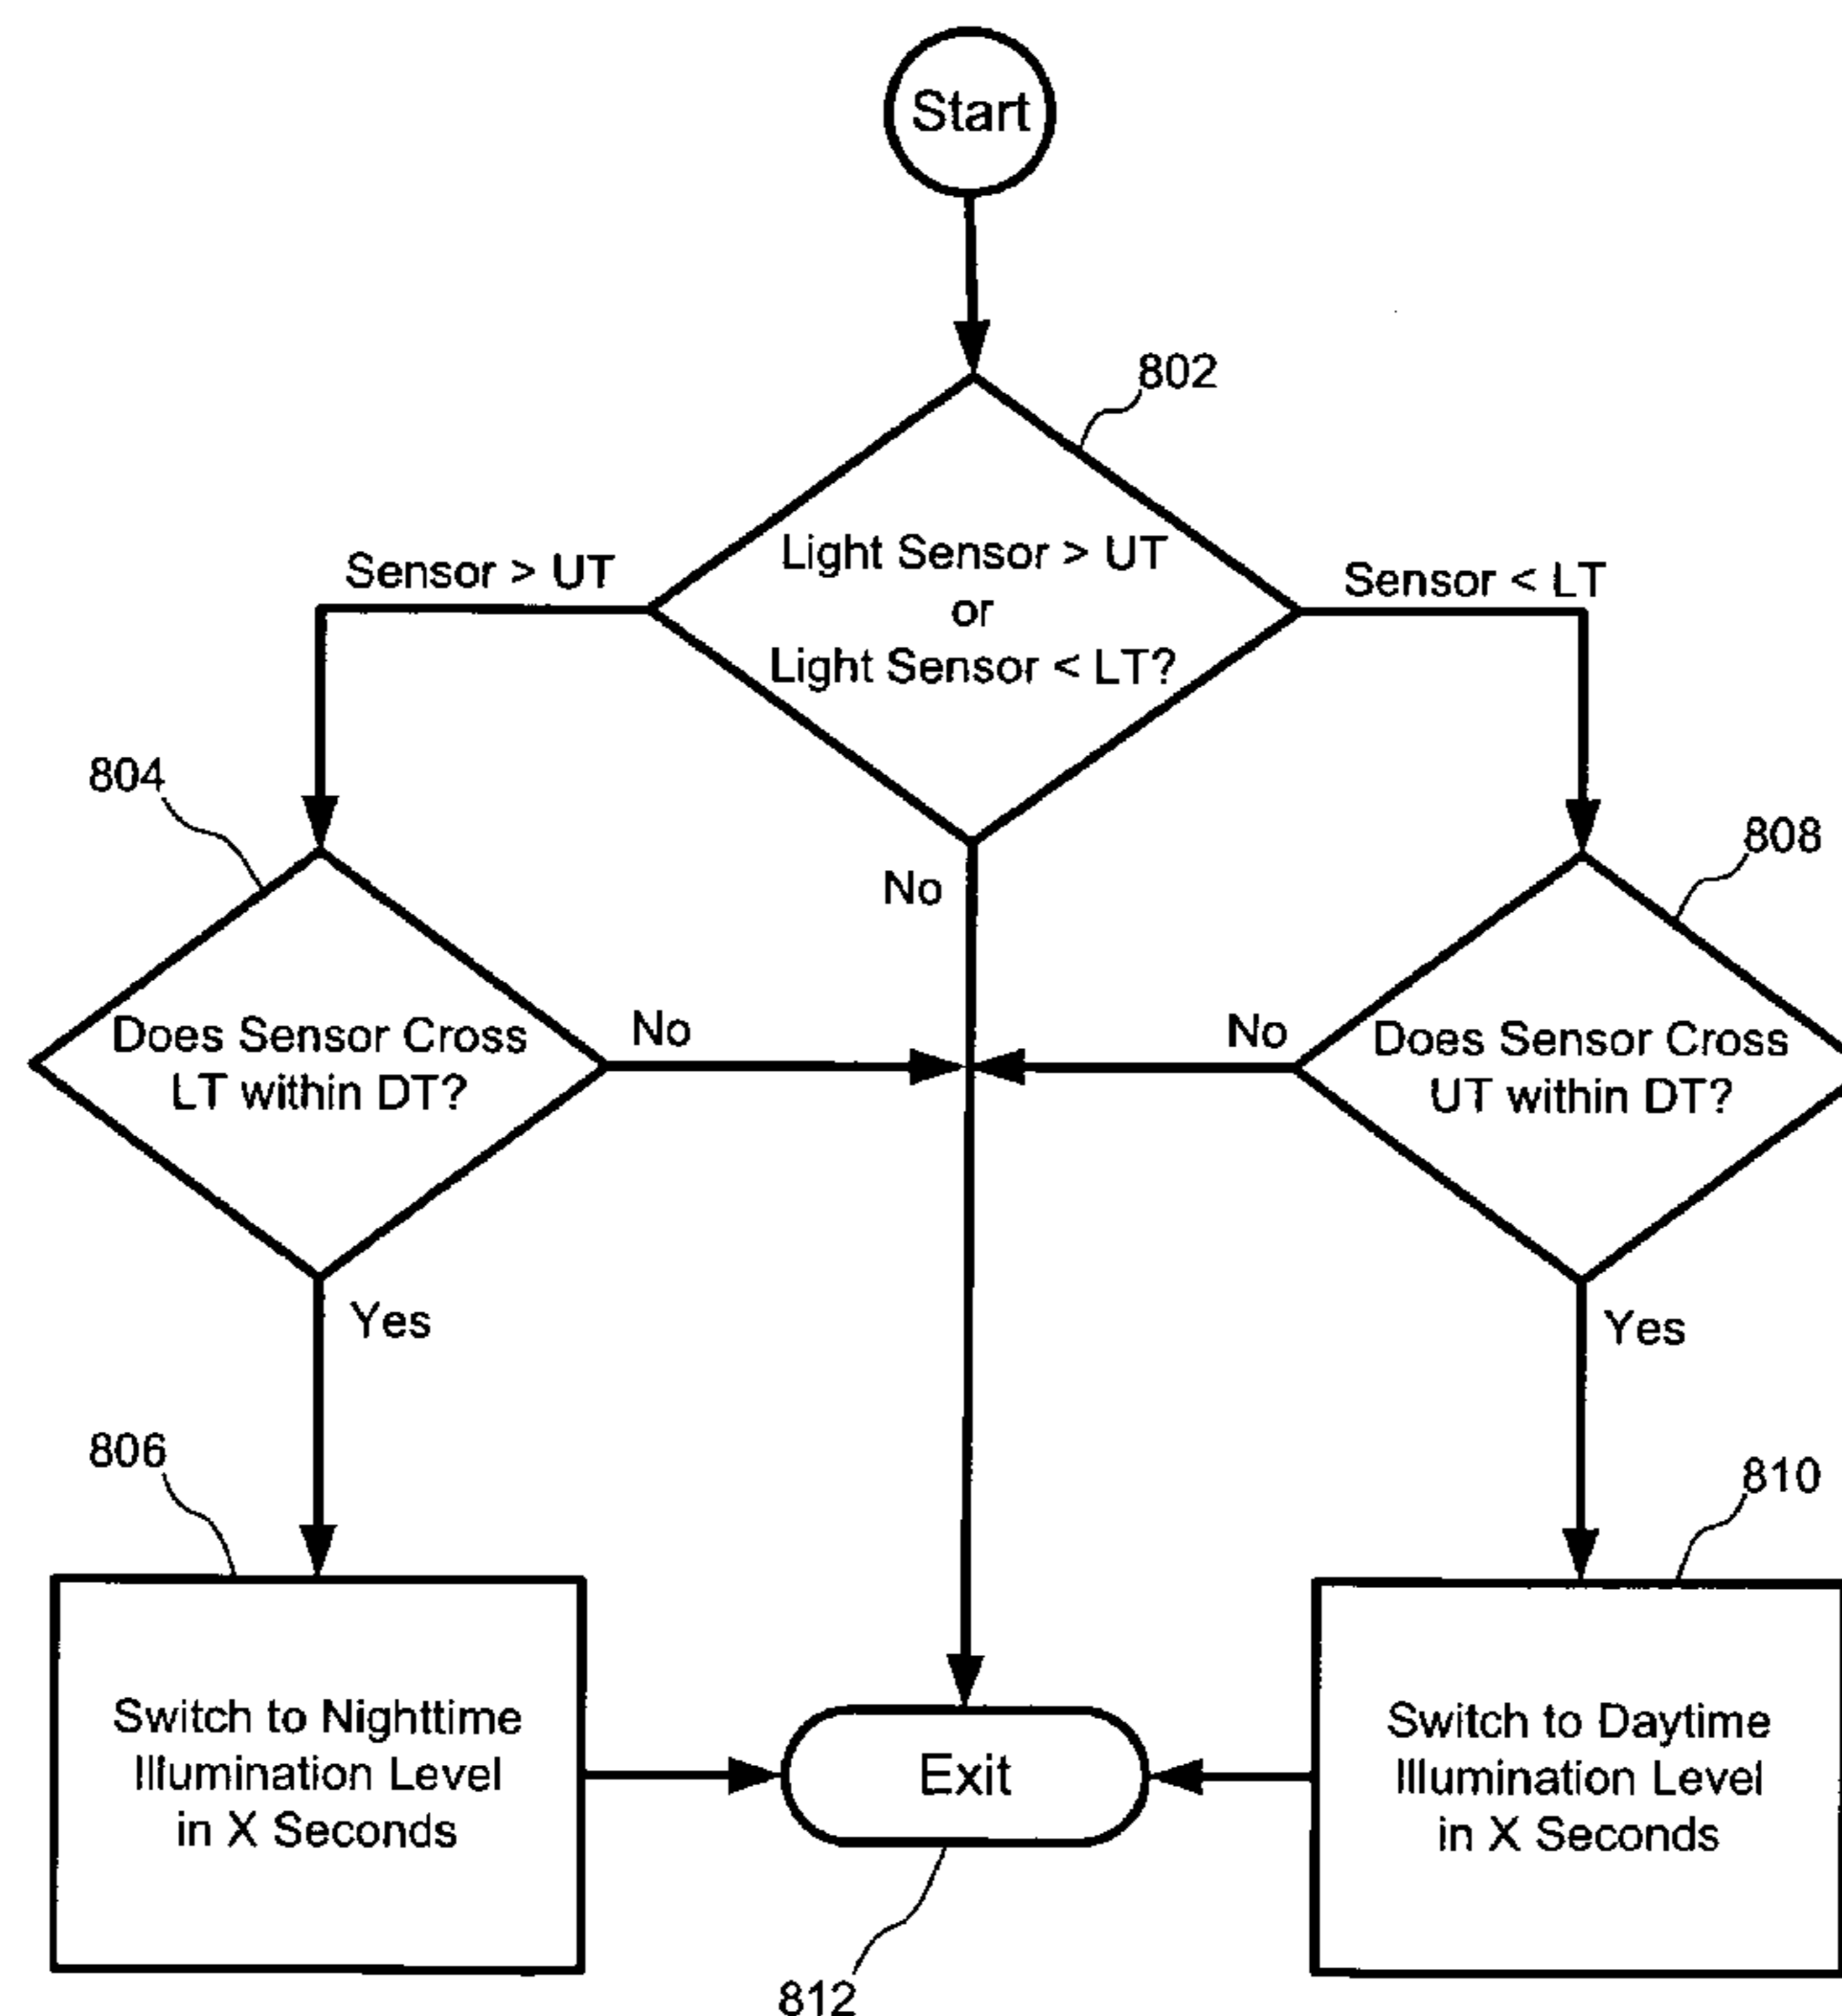 Start
802
Light Sensor > UT
or
Light Sensor < LT?
Sensor > UT
Sensor < LT
804
808
No
Does Sensor Cross
LT within DT?
No
No
Does Sensor Cross
UT within DT?
Yes
Yes
806
810
Switch to Nighttime
Illumination Level
in X Seconds
Exit
Switch to Daytime
Illumination Level
in X Seconds
812